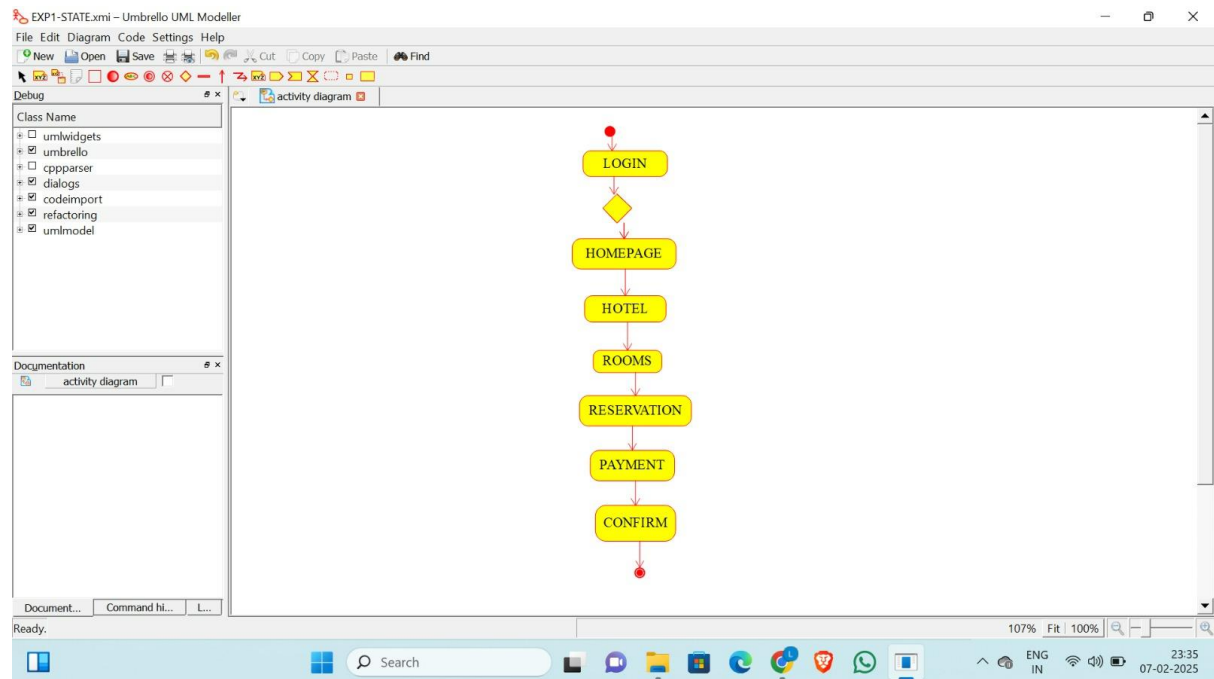 EXP1-STATE.xmi – Umbrello UML Modeller
File Edit Diagram Code Settings Help
New Open Save Cut Copy Paste Find
Debug
activity diagram
Class Name
umlwidgets
umbrello
cppparser
dialogs
codeimport
refactoring
umlmodel
LOGIN
HOMEPAGE
HOTEL
ROOMS
RESERVATION
PAYMENT
CONFIRM
Documentation
activity diagram
Document... Command hi... L...
Ready.
107% Fit 100%
Search
ENG
IN
23:35
07-02-2025